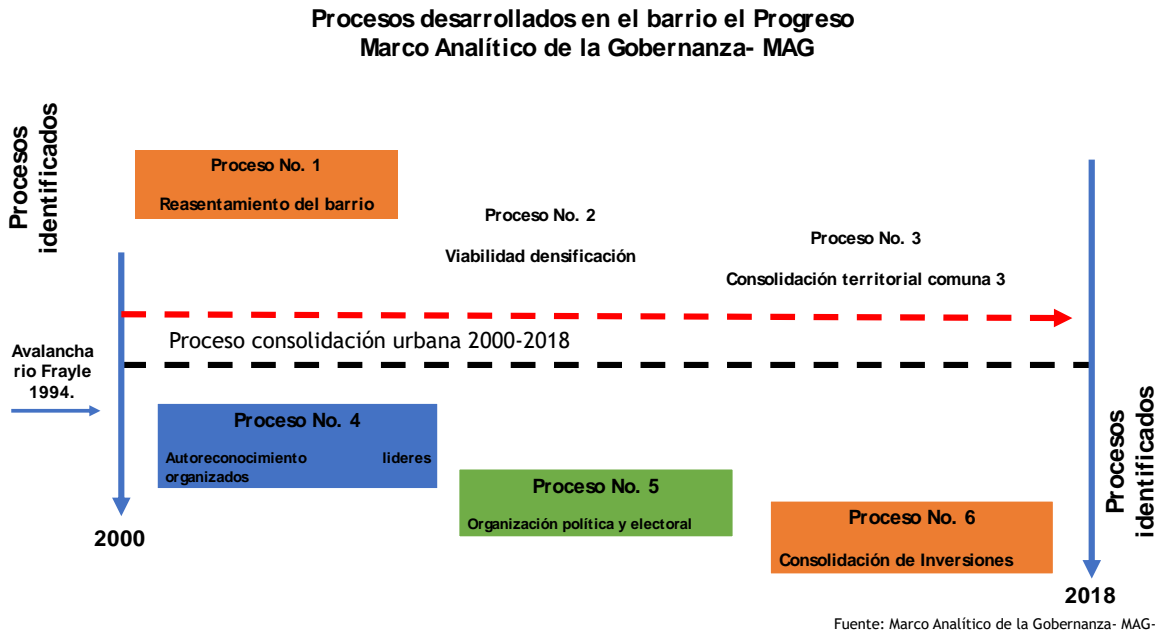 Procesos desarrollados en el barrio el Progreso
Marco Analítico de la Gobernanza- MAG
Procesos
identificados
Proceso No. 1
Reasentamiento del barrio
Proceso No. 2
Viabilidad densificación
Proceso No. 3
Consolidación territorial comuna 3
Proceso consolidación urbana 2000-2018
Avalancha
rio Frayle
1994.
Proceso No. 4
Autoreconocimiento lideres
organizados
Proceso No. 5
Organización política y electoral
Proceso No. 6
Consolidación de Inversiones
Procesos
identificados
2000
2018
Fuente: Marco Analítico de la Gobernanza- MAG-